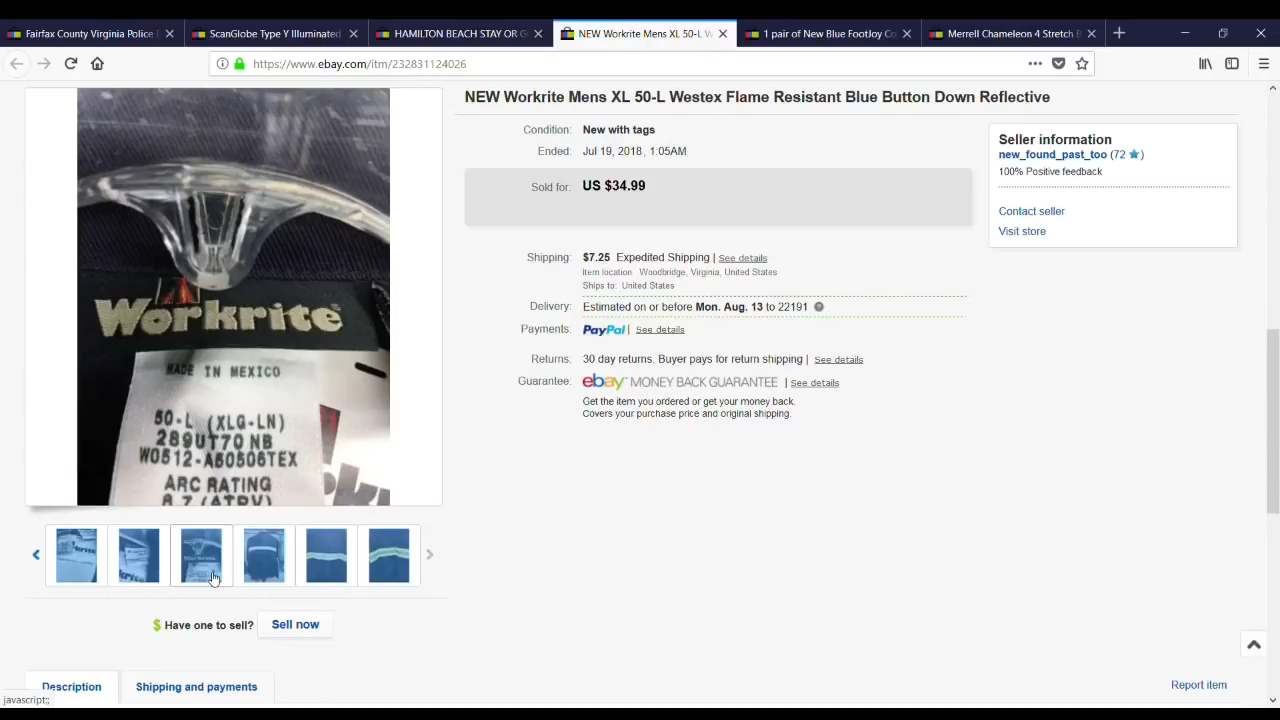 Fairfax County Virginia Police
ScanGlobe Type Y Illuminated
HAMILTON BEACH STAY OR G
NEW Workrite Mens XL 50-L W
1 pair of New Blue FootJoy Co
Merrell Chameleon 4 Stretch B
https://www.ebay.com/itm/232831124026
NEW Workrite Mens XL 50-L Westex Flame Resistant Blue Button Down Reflective
Condition: New with tags
Ended: Jul 19, 2018 , 1:05AM
Sold for: US $34.99
Shipping: $7.25 Expedited Shipping | See details
Item location Woodbridge, Virginia, United States
Ships to: United States
Delivery: Estimated on or before Mon. Aug. 13 to 22191
Payments: PayPal | See details
Returns: 30 day returns. Buyer pays for return shipping | See details
Guarantee: ebay MONEY BACK GUARANTEE | See details
Get the item you ordered or get your money back.
Covers your purchase price and original shipping.
Seller information
new_found_past_too (72 )
100% Positive feedback
Contact seller
Visit store
Workrite
MADE IN MEXICO
50-L (XLG-LN)
289UT70 NB
W0512-A60506TEX
ARC RATING
8.7 (ATPV)
$ Have one to sell? Sell now
Description
Shipping and payments
Report item
javascript:;